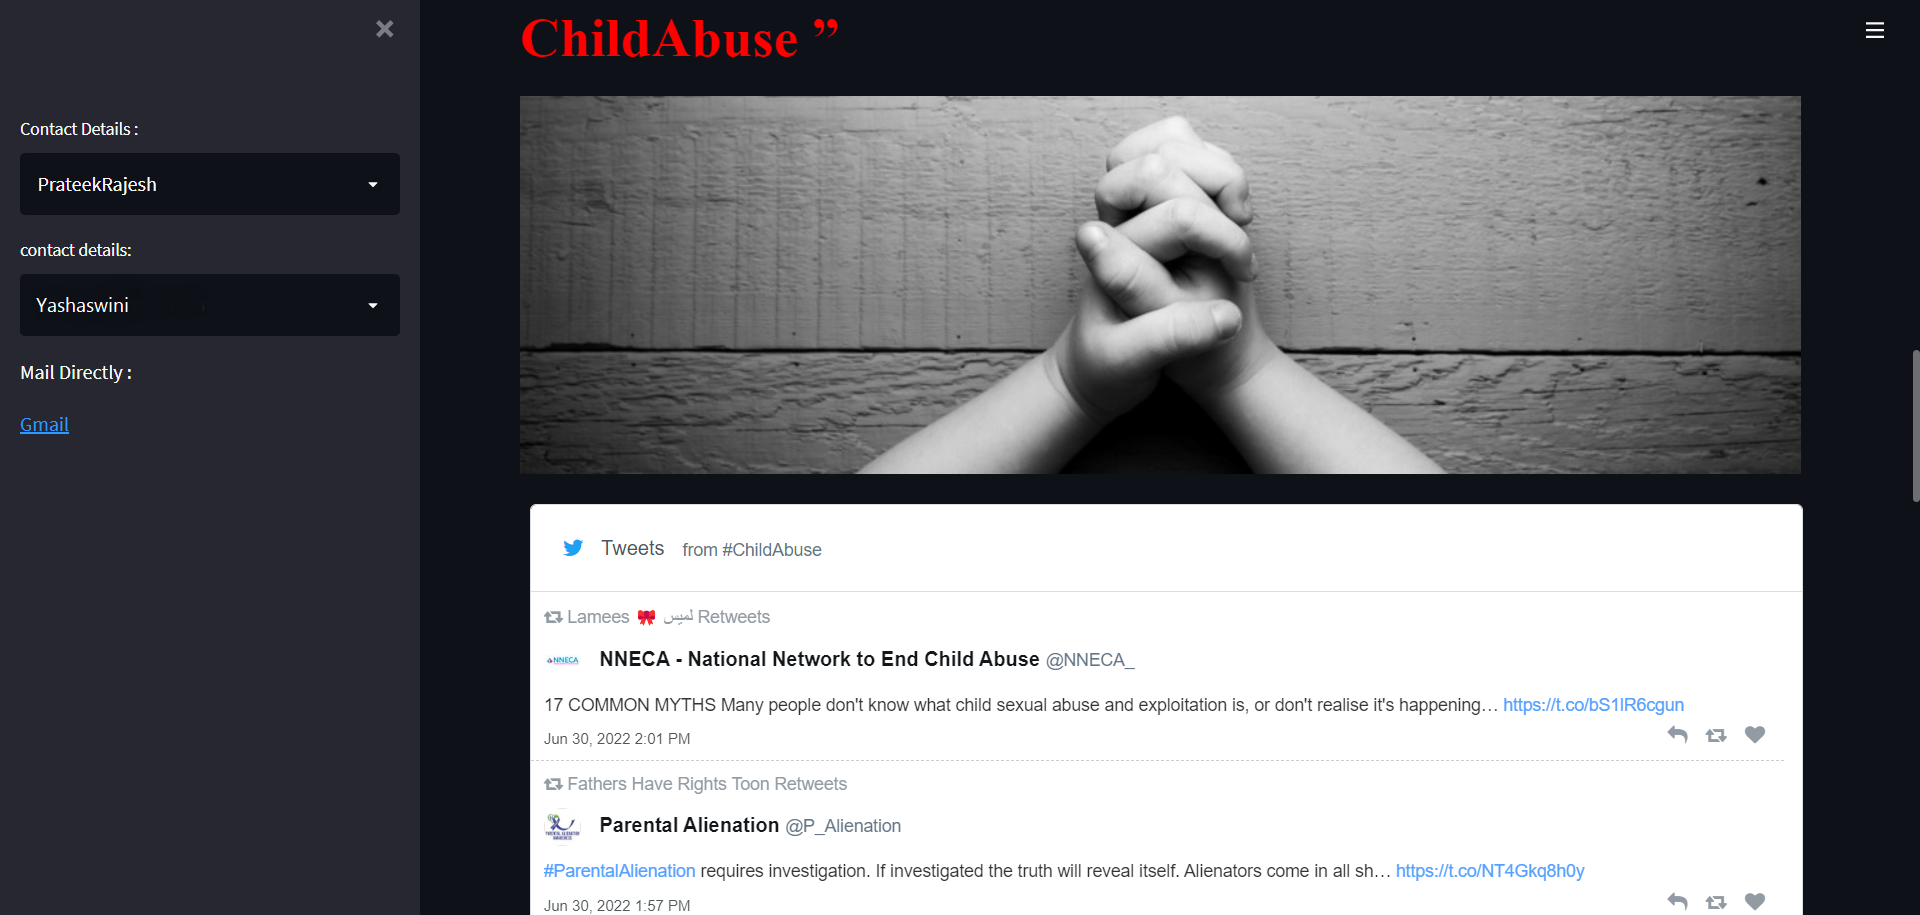 ChildAbuse ”
Contact Details :
PrateekRajesh
contact details:
Yashaswini
Mail Directly :
Gmail
Tweets from #ChildAbuse
Lamees 🎀 لميس Retweets
NNECA
NNECA - National Network to End Child Abuse @NNECA_
17 COMMON MYTHS Many people don't know what child sexual abuse and exploitation is, or don't realise it's happening… https://t.co/bS1lR6cgun
Jun 30, 2022 2:01 PM
Fathers Have Rights Toon Retweets
Parental Alienation @P_Alienation
#ParentalAlienation requires investigation. If investigated the truth will reveal itself. Alienators come in all sh… https://t.co/NT4Gkq8h0y
Jun 30, 2022 1:57 PM